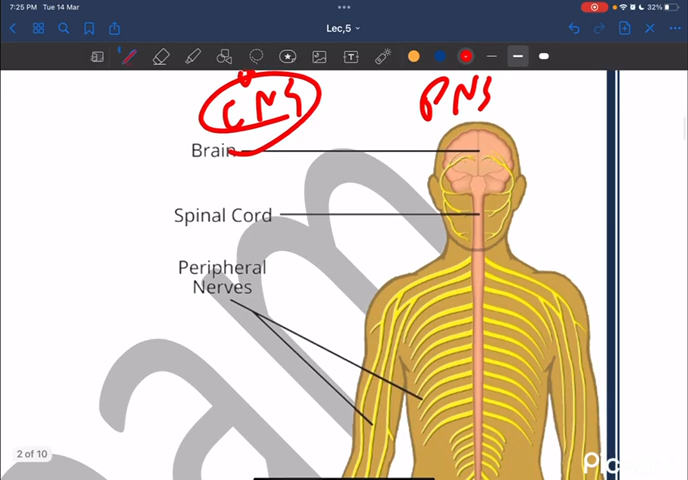 7:25 PM Tue 14 Mar
32%
Lec,5
T
CNS
PNS
Brain
Spinal Cord
Peripheral
Nerves
2 of 10